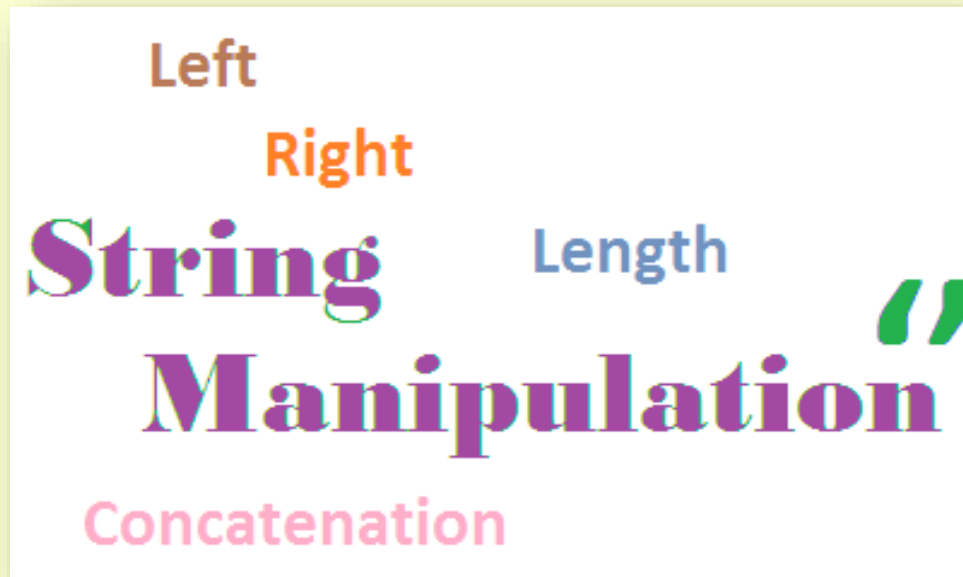 Left
Right
String
Length
‘’
Manipulation
Concatenation